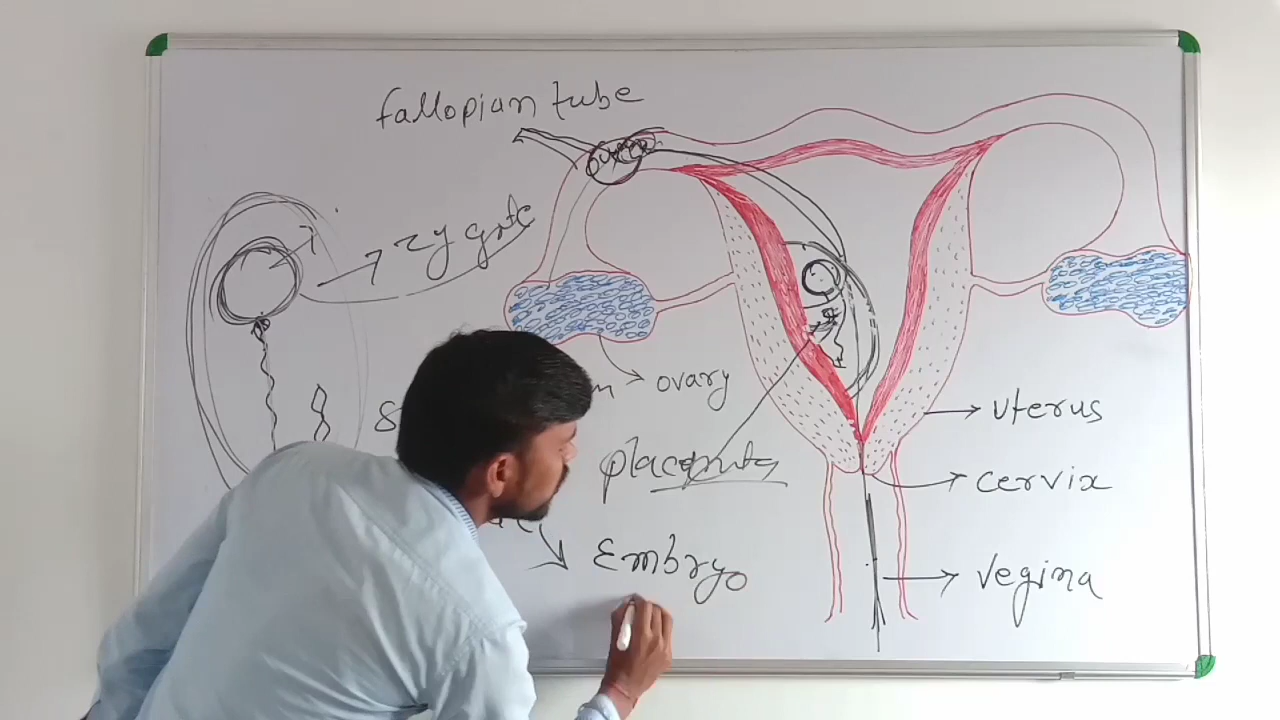 fallopian tube
zygote
ovary
uterus
placenta
cervix
Embryo
vegina